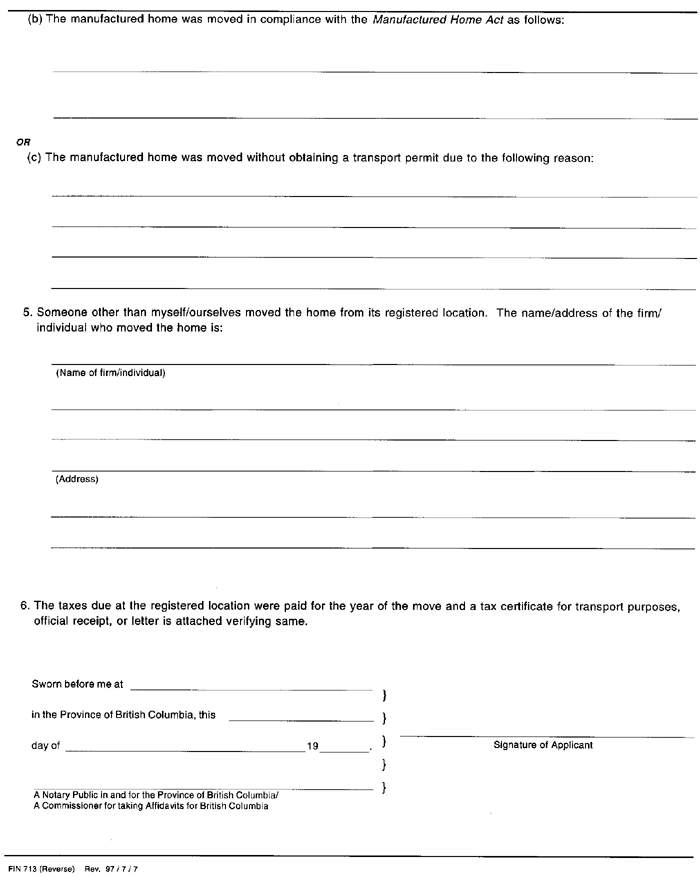 (b) The manufactured home was moved in compliance with the Manufactured Home Act as follows:
OR
(c) The manufactured home was moved without obtaining a transport permit due to the following reason:
5. Someone other than myself/ourselves moved the home from its registered location. The name/address of the firm/
individual who moved the home is:
(Name of firm/individual)
(Address)
6. The taxes due at the registered location were paid for the year of the move and a tax certificate for transport purposes,
official receipt, or letter is attached verifying same.
Sworn before me at ____________ }
in the Province of British Columbia, this ____________ }
day of ____________ 19 ______ . }
Signature of Applicant
}
}
A Notary Public in and for the Province of British Columbia/
A Commissioner for taking Affidavits for British Columbia
FIN 713 (Reverse) Rev. 97 / 7 / 7